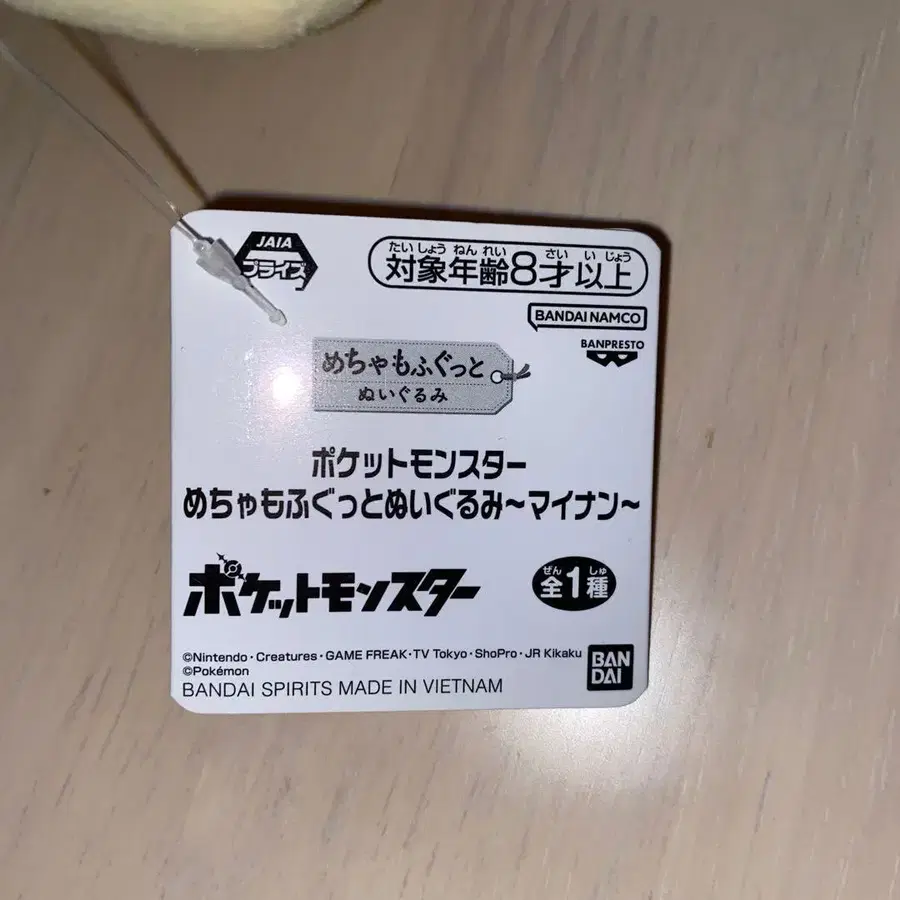 JAIA
プライズ
たいしょうねんれい さい い じょう
対象年齢8才以上
BANDAI NAMCO
BANPRESTO
めちゃもふぐっと
ぬいぐるみ
ポケットモンスター
めちゃもふぐっとぬいぐるみ～マイナン～
ポケットモンスター
ぜん しゅ
全1種
©Nintendo・Creatures・GAME FREAK・TV Tokyo・ShoPro・JR Kikaku
©Pokémon
BANDAI SPIRITS MADE IN VIETNAM
BAN
DAI